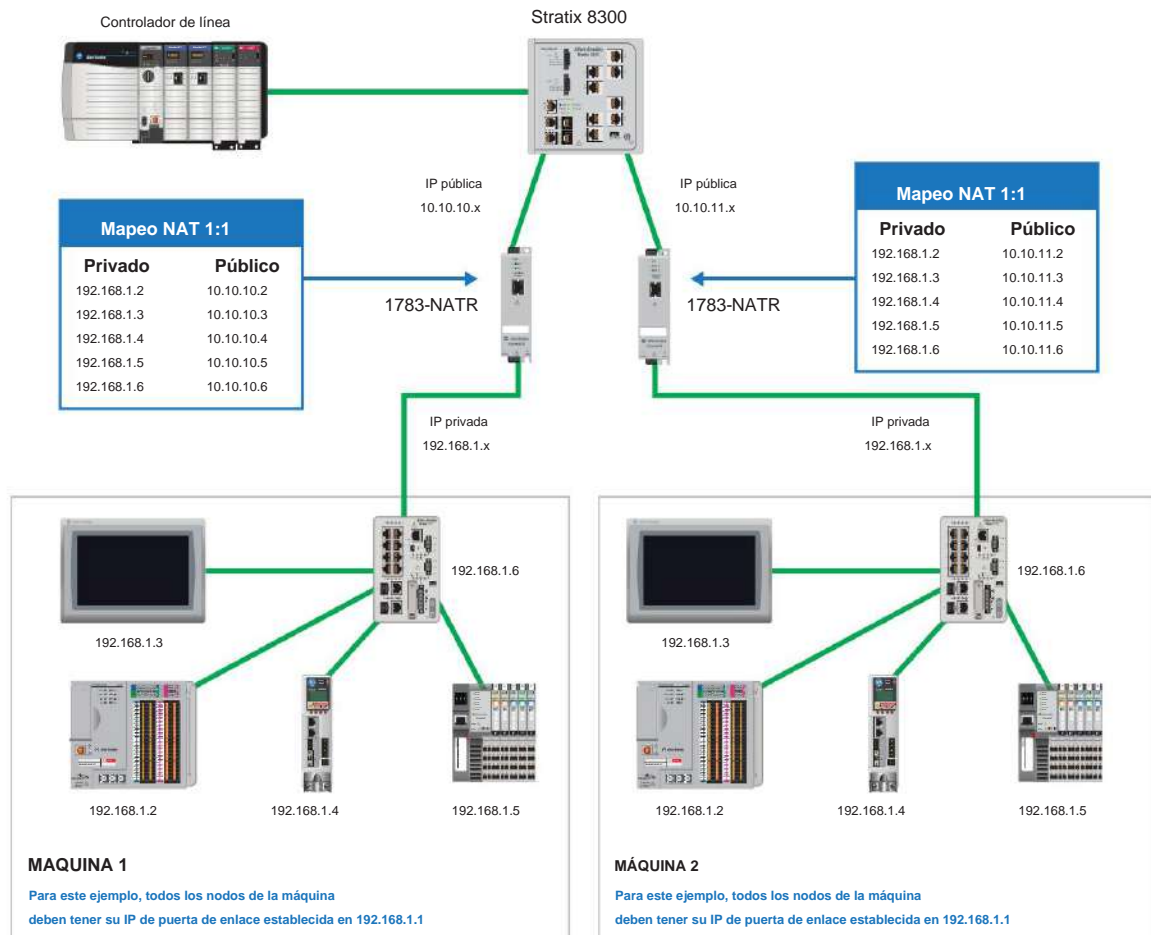 Controlador de línea
Stratix 8300
IP pública
10.10.10.x
IP pública
10.10.11.x
Mapeo NAT 1:1
Privado Público
192.168.1.2 10.10.10.2
192.168.1.3 10.10.10.3
192.168.1.4 10.10.10.4
192.168.1.5 10.10.10.5
192.168.1.6 10.10.10.6
Mapeo NAT 1:1
Privado Público
192.168.1.2 10.10.11.2
192.168.1.3 10.10.11.3
192.168.1.4 10.10.11.4
192.168.1.5 10.10.11.5
192.168.1.6 10.10.11.6
1783-NATR
1783-NATR
IP privada
192.168.1.x
IP privada
192.168.1.x
192.168.1.6
192.168.1.3
192.168.1.2
192.168.1.4
192.168.1.5
MAQUINA 1
Para este ejemplo, todos los nodos de la máquina
deben tener su IP de puerta de enlace establecida en 192.168.1.1
192.168.1.6
192.168.1.3
192.168.1.2
192.168.1.4
192.168.1.5
MÁQUINA 2
Para este ejemplo, todos los nodos de la máquina
deben tener su IP de puerta de enlace establecida en 192.168.1.1